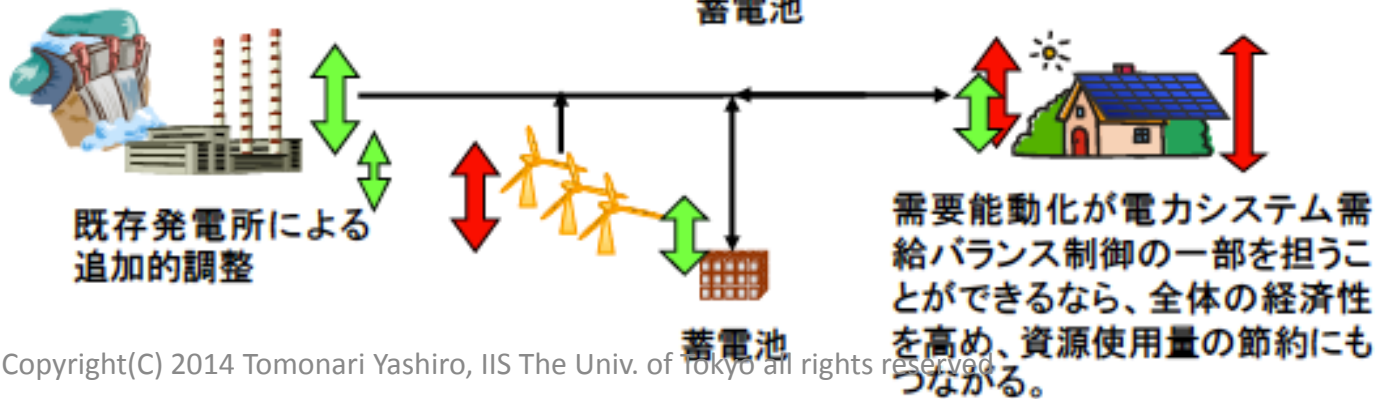 蓄電池
既存発電所による
追加的調整
需要能動化が電力システム需
給バランス制御の一部を担うこ
とができるなら、全体の経済性
を高め、資源使用量の節約にも
つながる。
蓄電池
Copyright(C) 2014 Tomonari Yashiro, IIS The Univ. of Tokyo all rights reserved